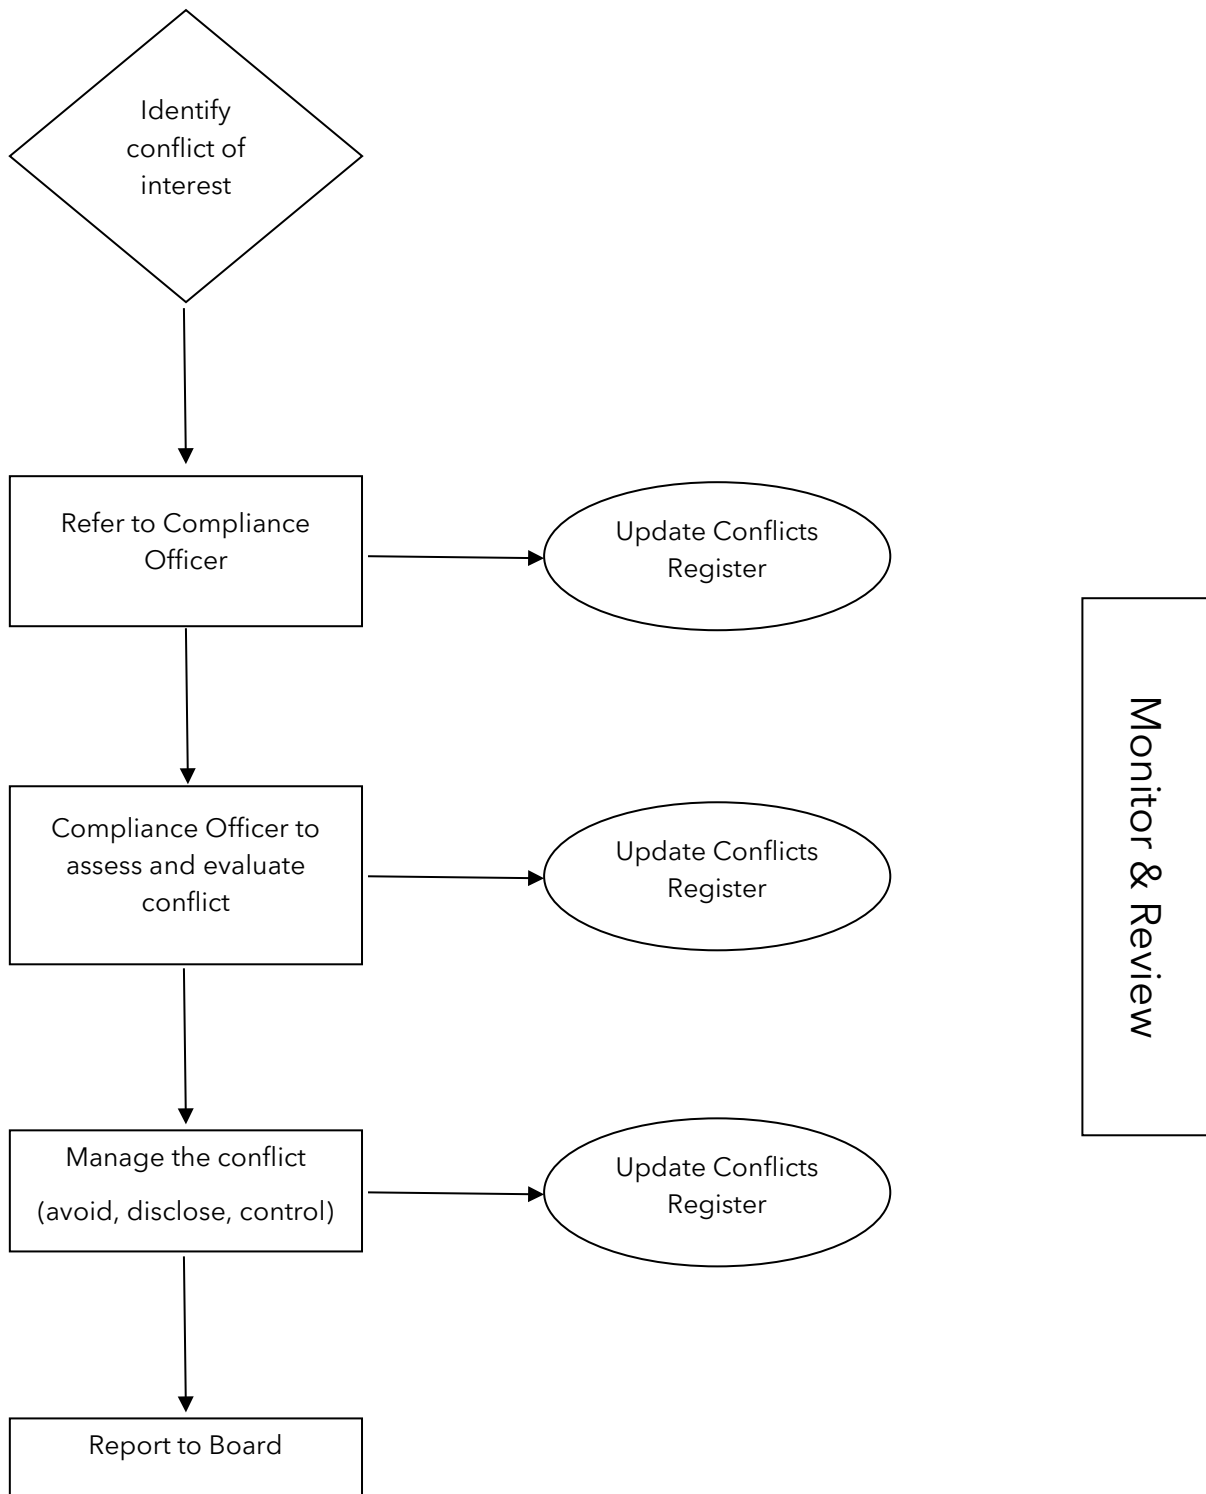 Identify
conflict of
interest
Refer to Compliance
Officer
Update Conflicts
Register
Compliance Officer to
assess and evaluate
conflict
Update Conflicts
Register
Manage the conflict
(avoid, disclose, control)
Update Conflicts
Register
Report to Board
Monitor & Review